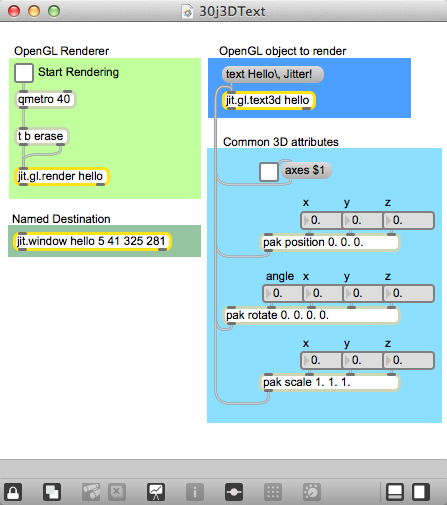 30j3DText
OpenGL Renderer
Start Rendering
qmetro 40
t b erase
jit.gl.render hello
Named Destination
jit.window hello 5 41 325 281
OpenGL object to render
text Hello\, Jitter!
jit.gl.text3d hello
Common 3D attributes
axes $1
x y z
0. 0. 0.
pak position 0. 0. 0.
angle x y z
0. 0. 0. 0.
pak rotate 0. 0. 0. 0.
x y z
0. 0. 0.
pak scale 1. 1. 1.